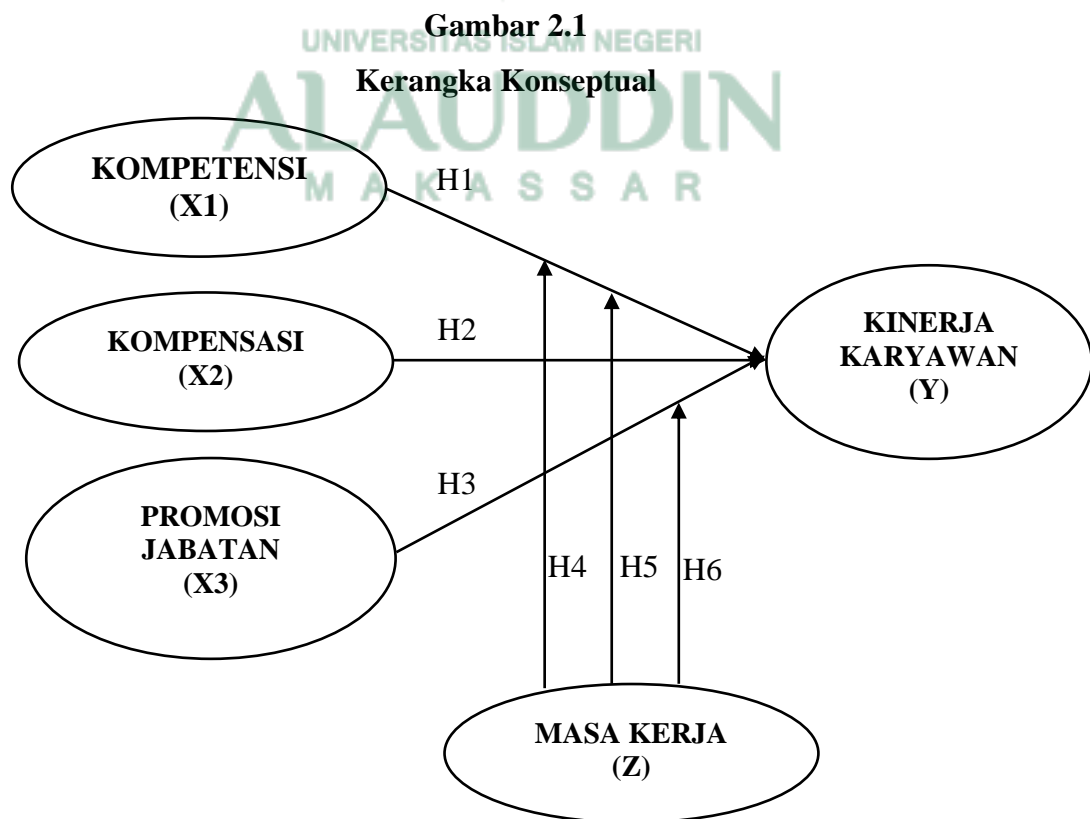 Gambar 2.1
UNIVERSITAS ISLAM NEGERI
Kerangka Konseptual
ALAUDDIN
MAKASSAR
KOMPETENSI
(X1)
H1
KOMPENSASI
(X2)
H2
KINERJA
KARYAWAN
(Y)
PROMOSI
JABATAN
(X3)
H3
H4
H5
H6
MASA KERJA
(Z)